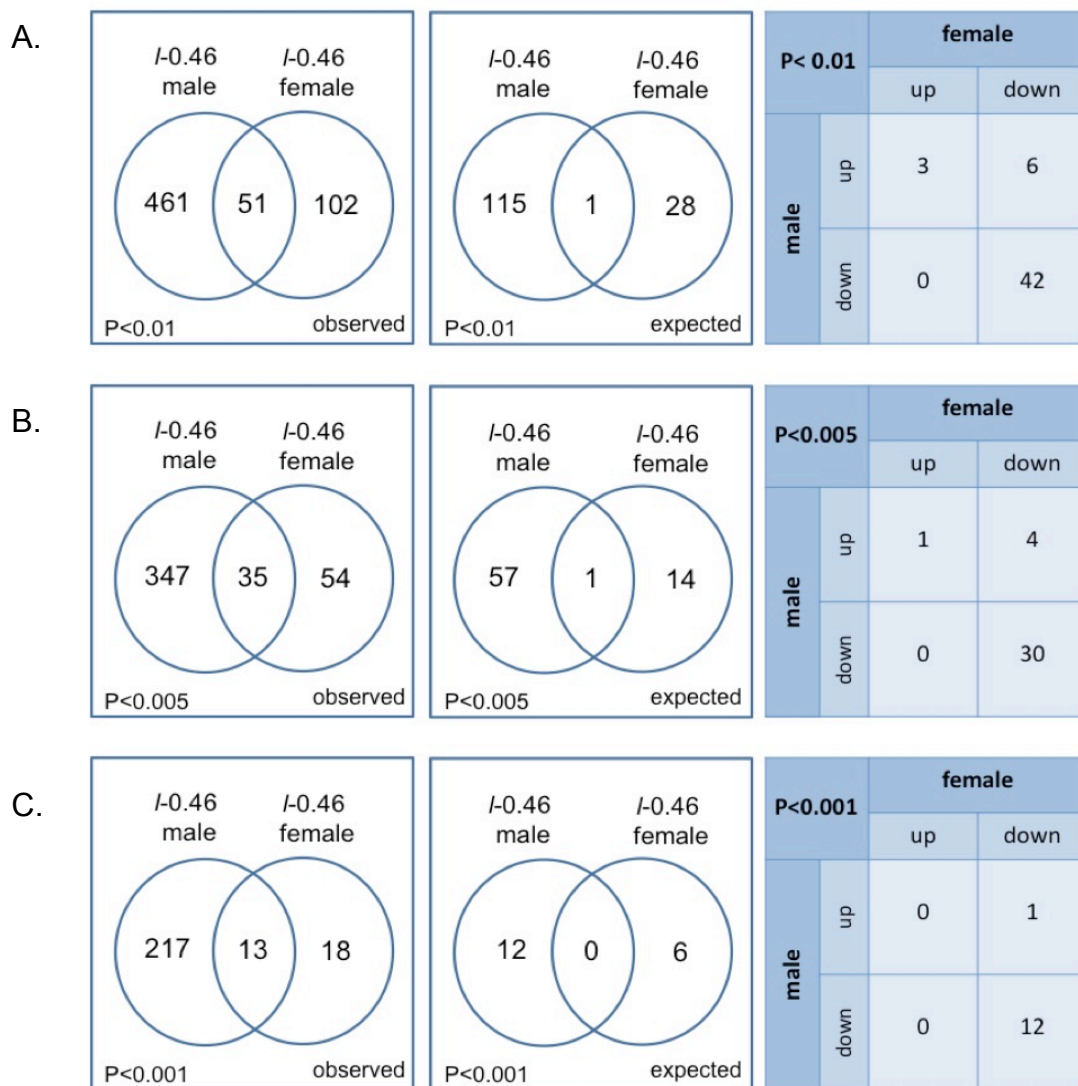 A.
l-0.46 l-0.46
male female
461 51 102
P<0.01 observed
l-0.46 l-0.46
male female
115 1 28
P<0.01 expected
P< 0.01 female
up down
male up 3 6
down 0 42
B.
l-0.46 l-0.46
male female
347 35 54
P<0.005 observed
l-0.46 l-0.46
male female
57 1 14
P<0.005 expected
P<0.005 female
up down
male up 1 4
down 0 30
C.
l-0.46 l-0.46
male female
217 13 18
P<0.001 observed
l-0.46 l-0.46
male female
12 0 6
P<0.001 expected
P<0.001 female
up down
male up 0 1
down 0 12